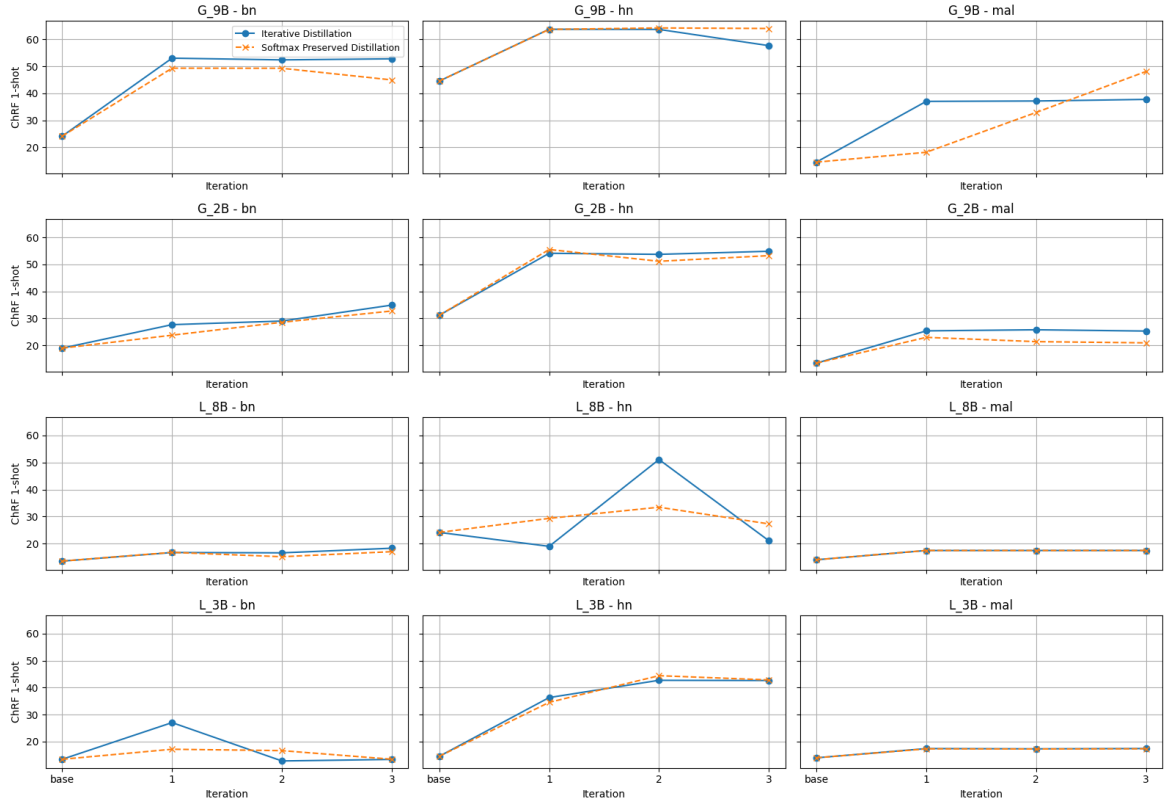 G_9B - bn
G_9B - hn
G_9B - mal
Iterative Distillation
Softmax Preserved Distillation
ChRF 1-shot
60
50
40
30
20
Iteration
Iteration
Iteration
G_2B - bn
G_2B - hn
G_2B - mal
ChRF 1-shot
60
50
40
30
20
Iteration
Iteration
Iteration
L_8B - bn
L_8B - hn
L_8B - mal
ChRF 1-shot
60
50
40
30
20
Iteration
Iteration
Iteration
L_3B - bn
L_3B - hn
L_3B - mal
ChRF 1-shot
60
50
40
30
20
base 1 2 3
base 1 2 3
base 1 2 3
Iteration
Iteration
Iteration